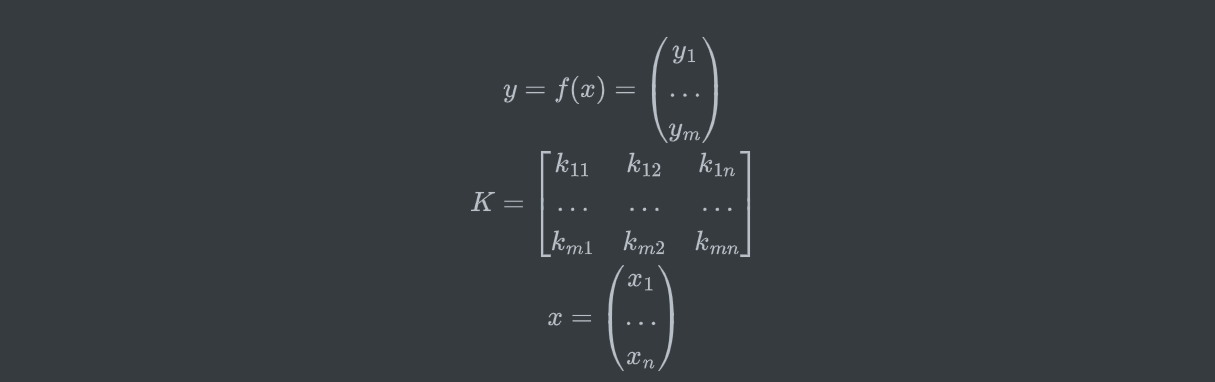 y = f(x) = (y₁ … yₘ)
K = [k₁₁ k₁₂ k₁ₙ
… … …
kₘ₁ kₘ₂ kₘₙ]
x = (x₁ … xₙ)